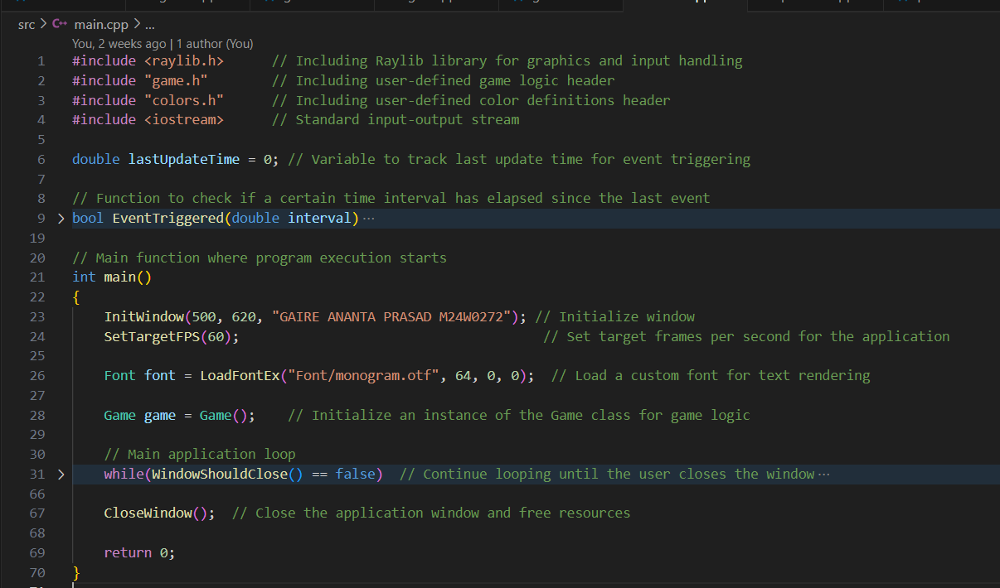 src > C++ main.cpp > ...
You, 2 weeks ago | 1 author (You)
1 #include <raylib.h> // Including Raylib library for graphics and input handling
2 #include "game.h" // Including user-defined game logic header
3 #include "colors.h" // Including user-defined color definitions header
4 #include <iostream> // Standard input-output stream
5
6 double lastUpdateTime = 0; // Variable to track last update time for event triggering
7
8 // Function to check if a certain time interval has elapsed since the last event
9 > bool EventTriggered(double interval) ...
19
20 // Main function where program execution starts
21 int main()
22 {
23 InitWindow(500, 620, "GAIRE ANANTA PRASAD M24W0272"); // Initialize window
24 SetTargetFPS(60); // Set target frames per second for the application
25
26 Font font = LoadFontEx("Font/monogram.otf", 64, 0, 0); // Load a custom font for text rendering
27
28 Game game = Game(); // Initialize an instance of the Game class for game logic
29
30 // Main application loop
31 > while(WindowShouldClose() == false) // Continue looping until the user closes the window ...
66
67 CloseWindow(); // Close the application window and free resources
68
69 return 0;
70 }